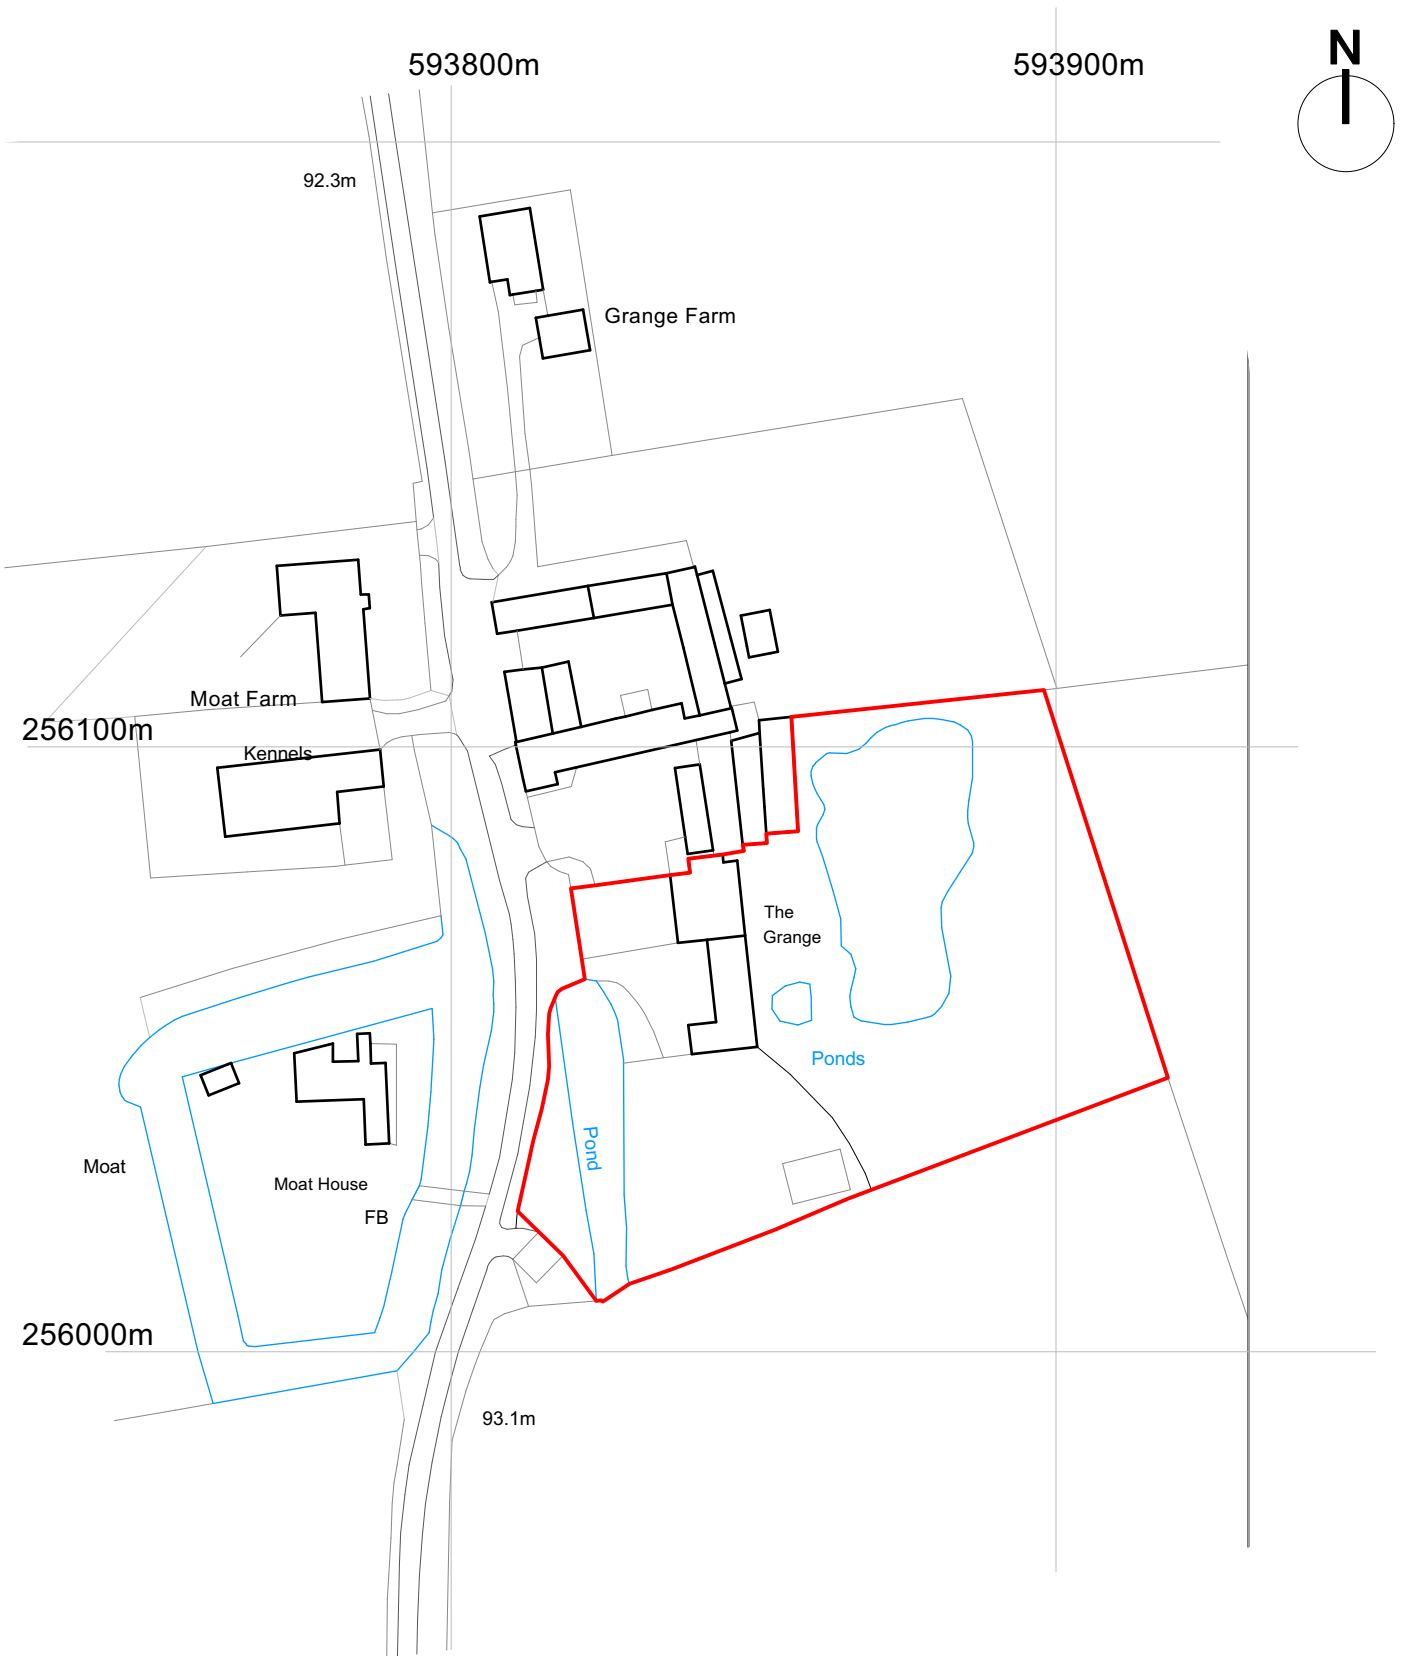 593800m
593900m
N
92.3m
Grange Farm
Moat Farm
256100m
Kennels
The
Grange
Ponds
Pond
Moat
Moat House
FB
256000m
93.1m